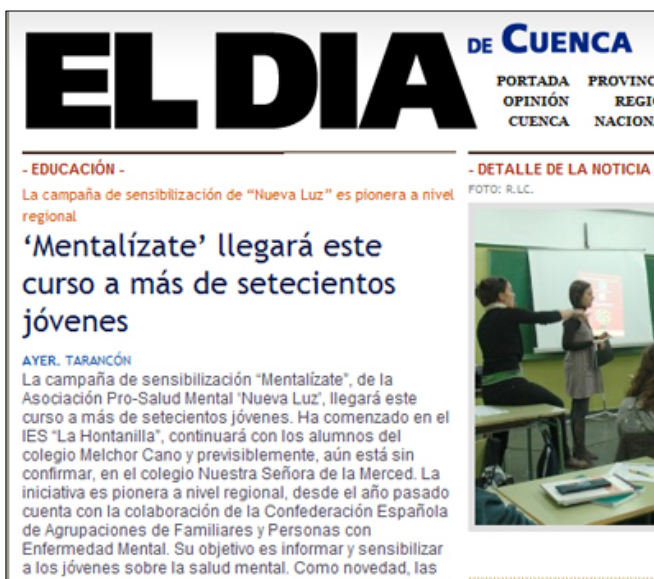 EL DIA DE CUENCA
PORTADA
OPINIÓN REGI
CUENCA NACION
- EDUCACIÓN -
La campaña de sensibilización de “Nueva Luz” es pionera a nivel
regional
‘Mentalízate’ llegará este
curso a más de setecientos
jóvenes
AYER. TARANCÓN
La campaña de sensibilización “Mentalízate”, de la
Asociación Pro-Salud Mental ‘Nueva Luz’, llegará este
curso a más de setecientos jóvenes. Ha comenzado en el
IES “La Hontanilla”, continuará con los alumnos del
colegio Melchor Cano y previsiblemente, aún está sin
confirmar, en el colegio Nuestra Señora de la Merced. La
iniciativa es pionera a nivel regional, desde el año pasado
cuenta con la colaboración de la Confederación Española
de Agrupaciones de Familiares y Personas con
Enfermedad Mental. Su objetivo es informar y sensibilizar
a los jóvenes sobre la salud mental. Como novedad, las
- DETALLE DE LA NOTICIA
FOTO: R.LC.